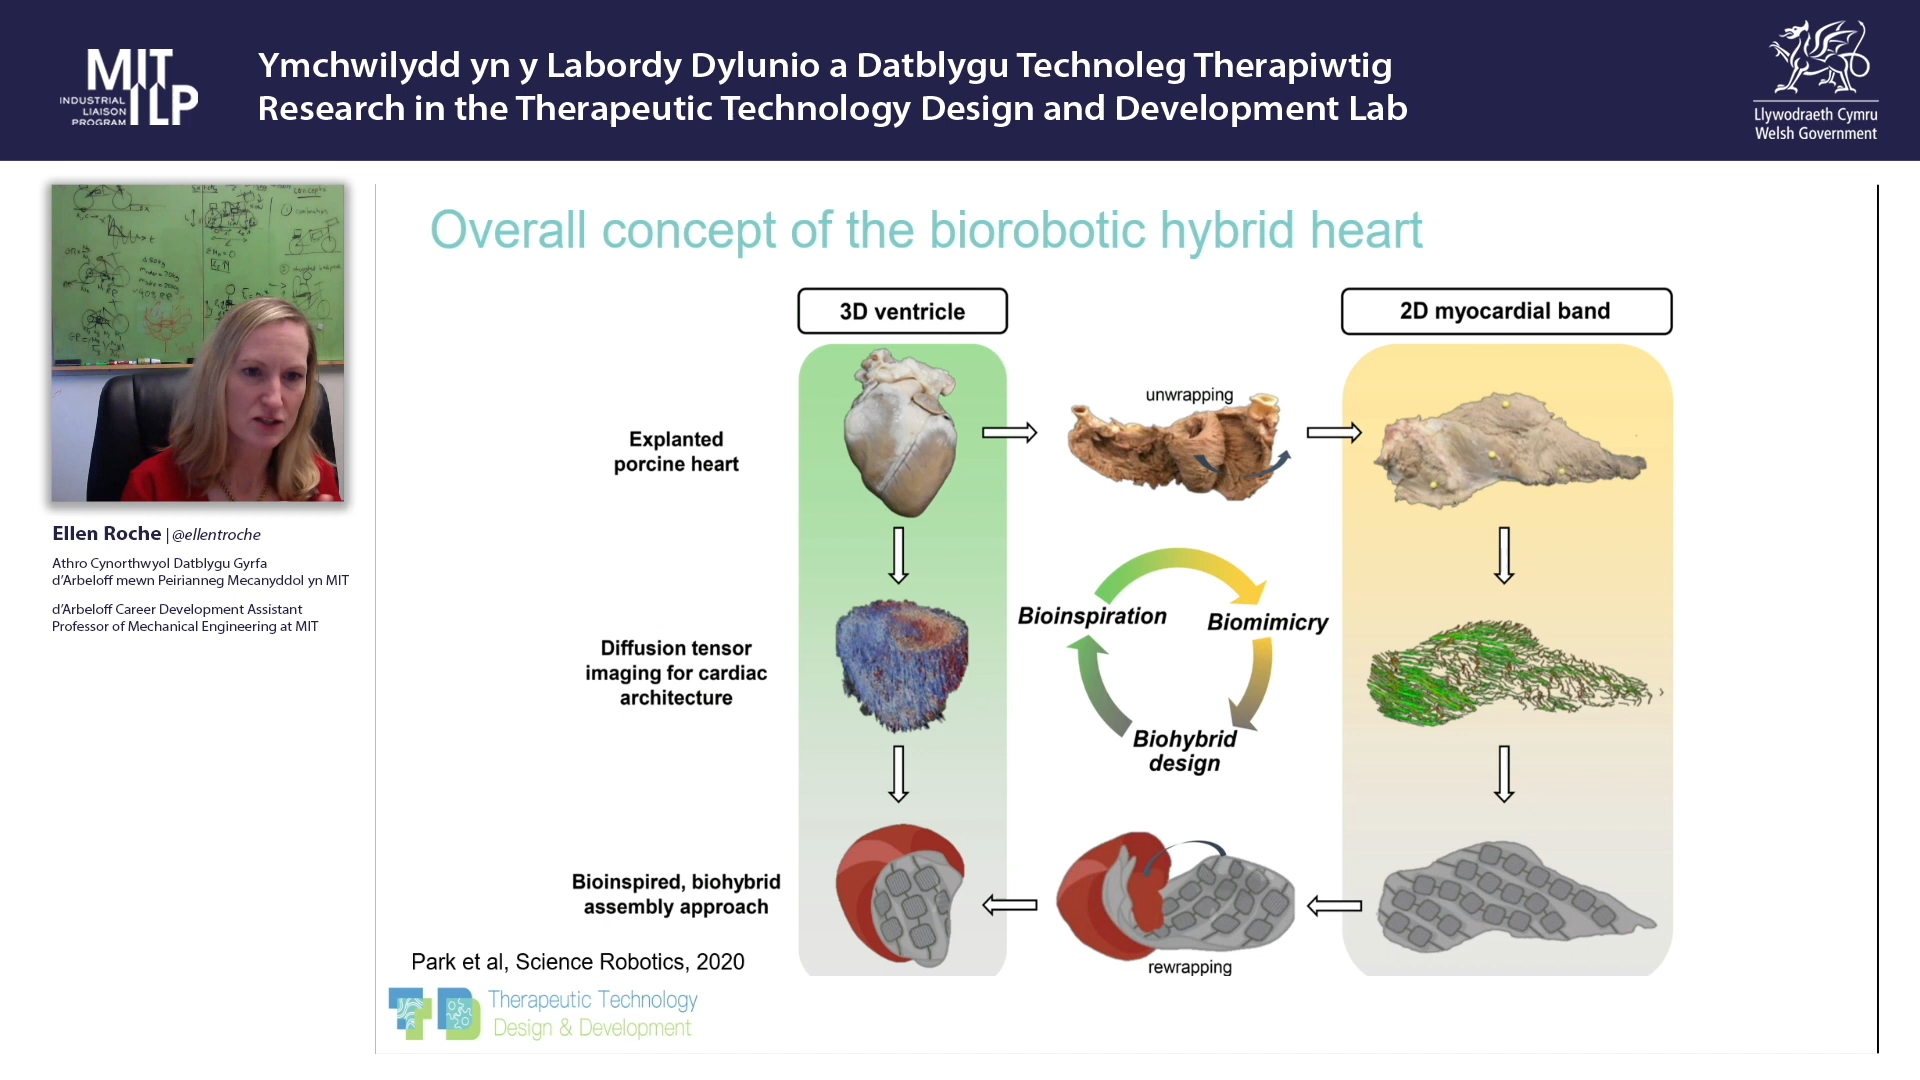 MIT
ILP
INDUSTRIAL
LIAISON
PROGRAM
Ymchwilydd yn y Labordy Dylunio a Datblygu Technoleg Therapiwtig
Research in the Therapeutic Technology Design and Development Lab
Llywodraeth Cymru
Welsh Government
Ellen Roche | @ellentroche
Athro Cynorthwyol Datblygu Gyrfa
d'Arbeloff mewn Peirianneg Mecanyddol yn MIT
d'Arbeloff Career Development Assistant
Professor of Mechanical Engineering at MIT
Overall concept of the biorobotic hybrid heart
3D ventricle
2D myocardial band
unwrapping
Explanted
porcine heart
Bioinspiration
Biomimicry
Biohybrid
design
Diffusion tensor
imaging for cardiac
architecture
Bioinspired, biohybrid
assembly approach
rewrapping
Park et al, Science Robotics, 2020
TTDD
Therapeutic Technology
Design & Development